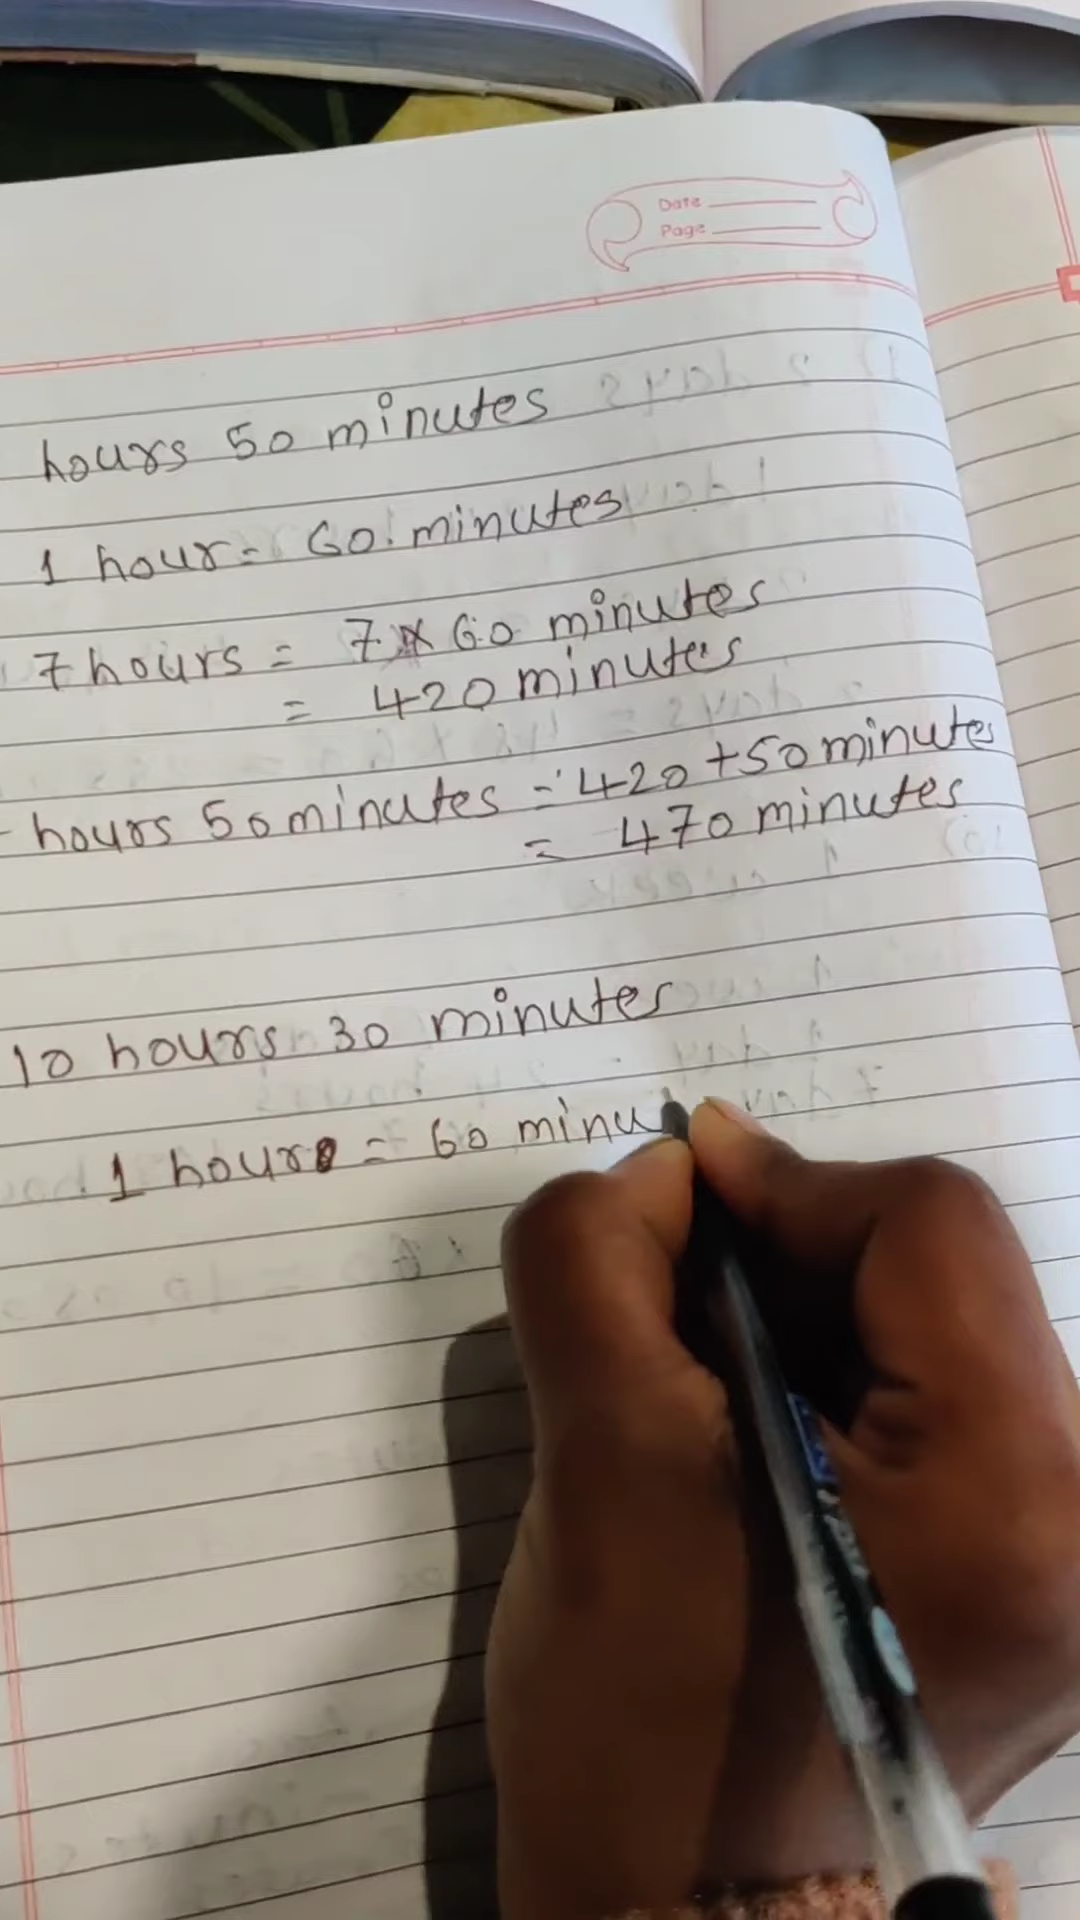 Date
Page
hours 50 minutes
1 hour = 60 minutes
7 hours = 7 × 60 minutes
= 420 minutes
hours 50 minutes = 420 + 50 minutes
= 470 minutes
10 hours 30 minutes
1 hour = 60 minu